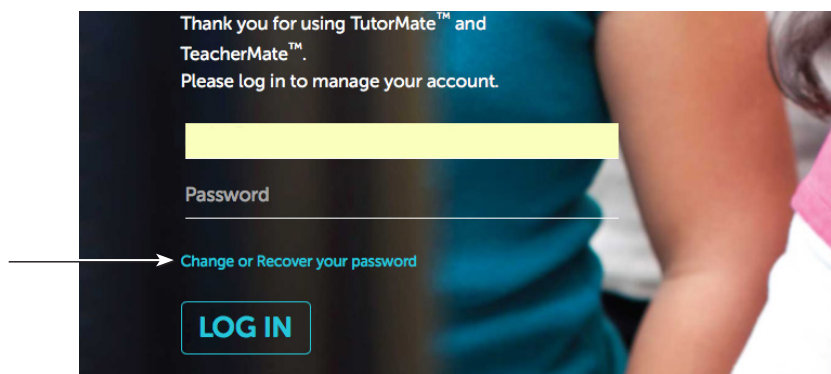 Thank you for using TutorMate™ and
TeacherMate™.
Please log in to manage your account.
Password
Change or Recover your password
LOG IN